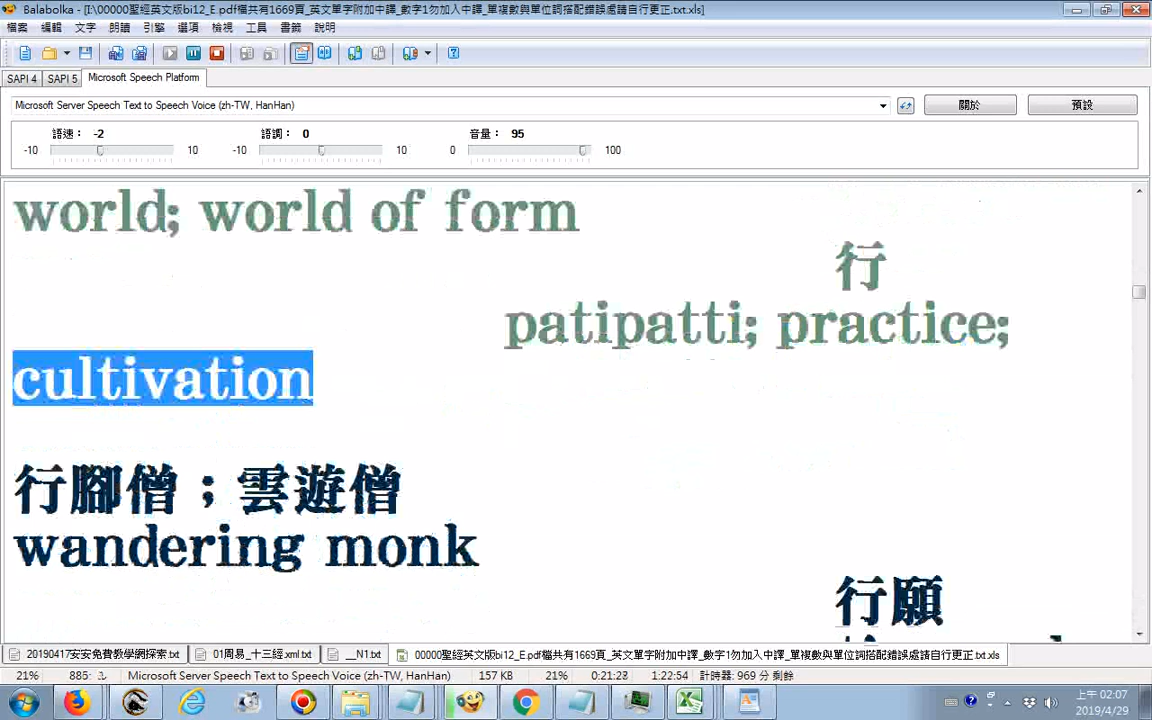 Balabolka - [I:\00000聖經英文版bi12_E.pdf檔共有1669頁_英文單字附加中譯_數字1勿加入中譯_單複數與單位詞搭配錯誤處請自行更正.txt.xls]
檔案 編輯 文字 朗讀 引擎 選項 檢視 工具 書籤 說明
SAPI 4 SAPI 5 Microsoft Speech Platform
Microsoft Server Speech Text to Speech Voice (zh-TW, HanHan) 關於 預設
語速： -2 語調： 0 音量： 95
-10 10 -10 10 0 100
world; world of form
行
patipatti; practice;
cultivation
行腳僧；雲遊僧
wandering monk
行願
20190417安安免費教學網探索.txt 01周易_十三經.xml.txt __N1.txt 00000聖經英文版bi12_E.pdf檔共有1669頁_英文單字附加中譯_數字1勿加入中譯_單複數與單位詞搭配錯誤處請自行更正.txt.xls
21% 885: Microsoft Server Speech Text to Speech Voice (zh-TW, HanHan) 157 KB 21% 0:21:23 1:22:54 計時器: 969 分 剩餘
上午 02:07
2019/4/29